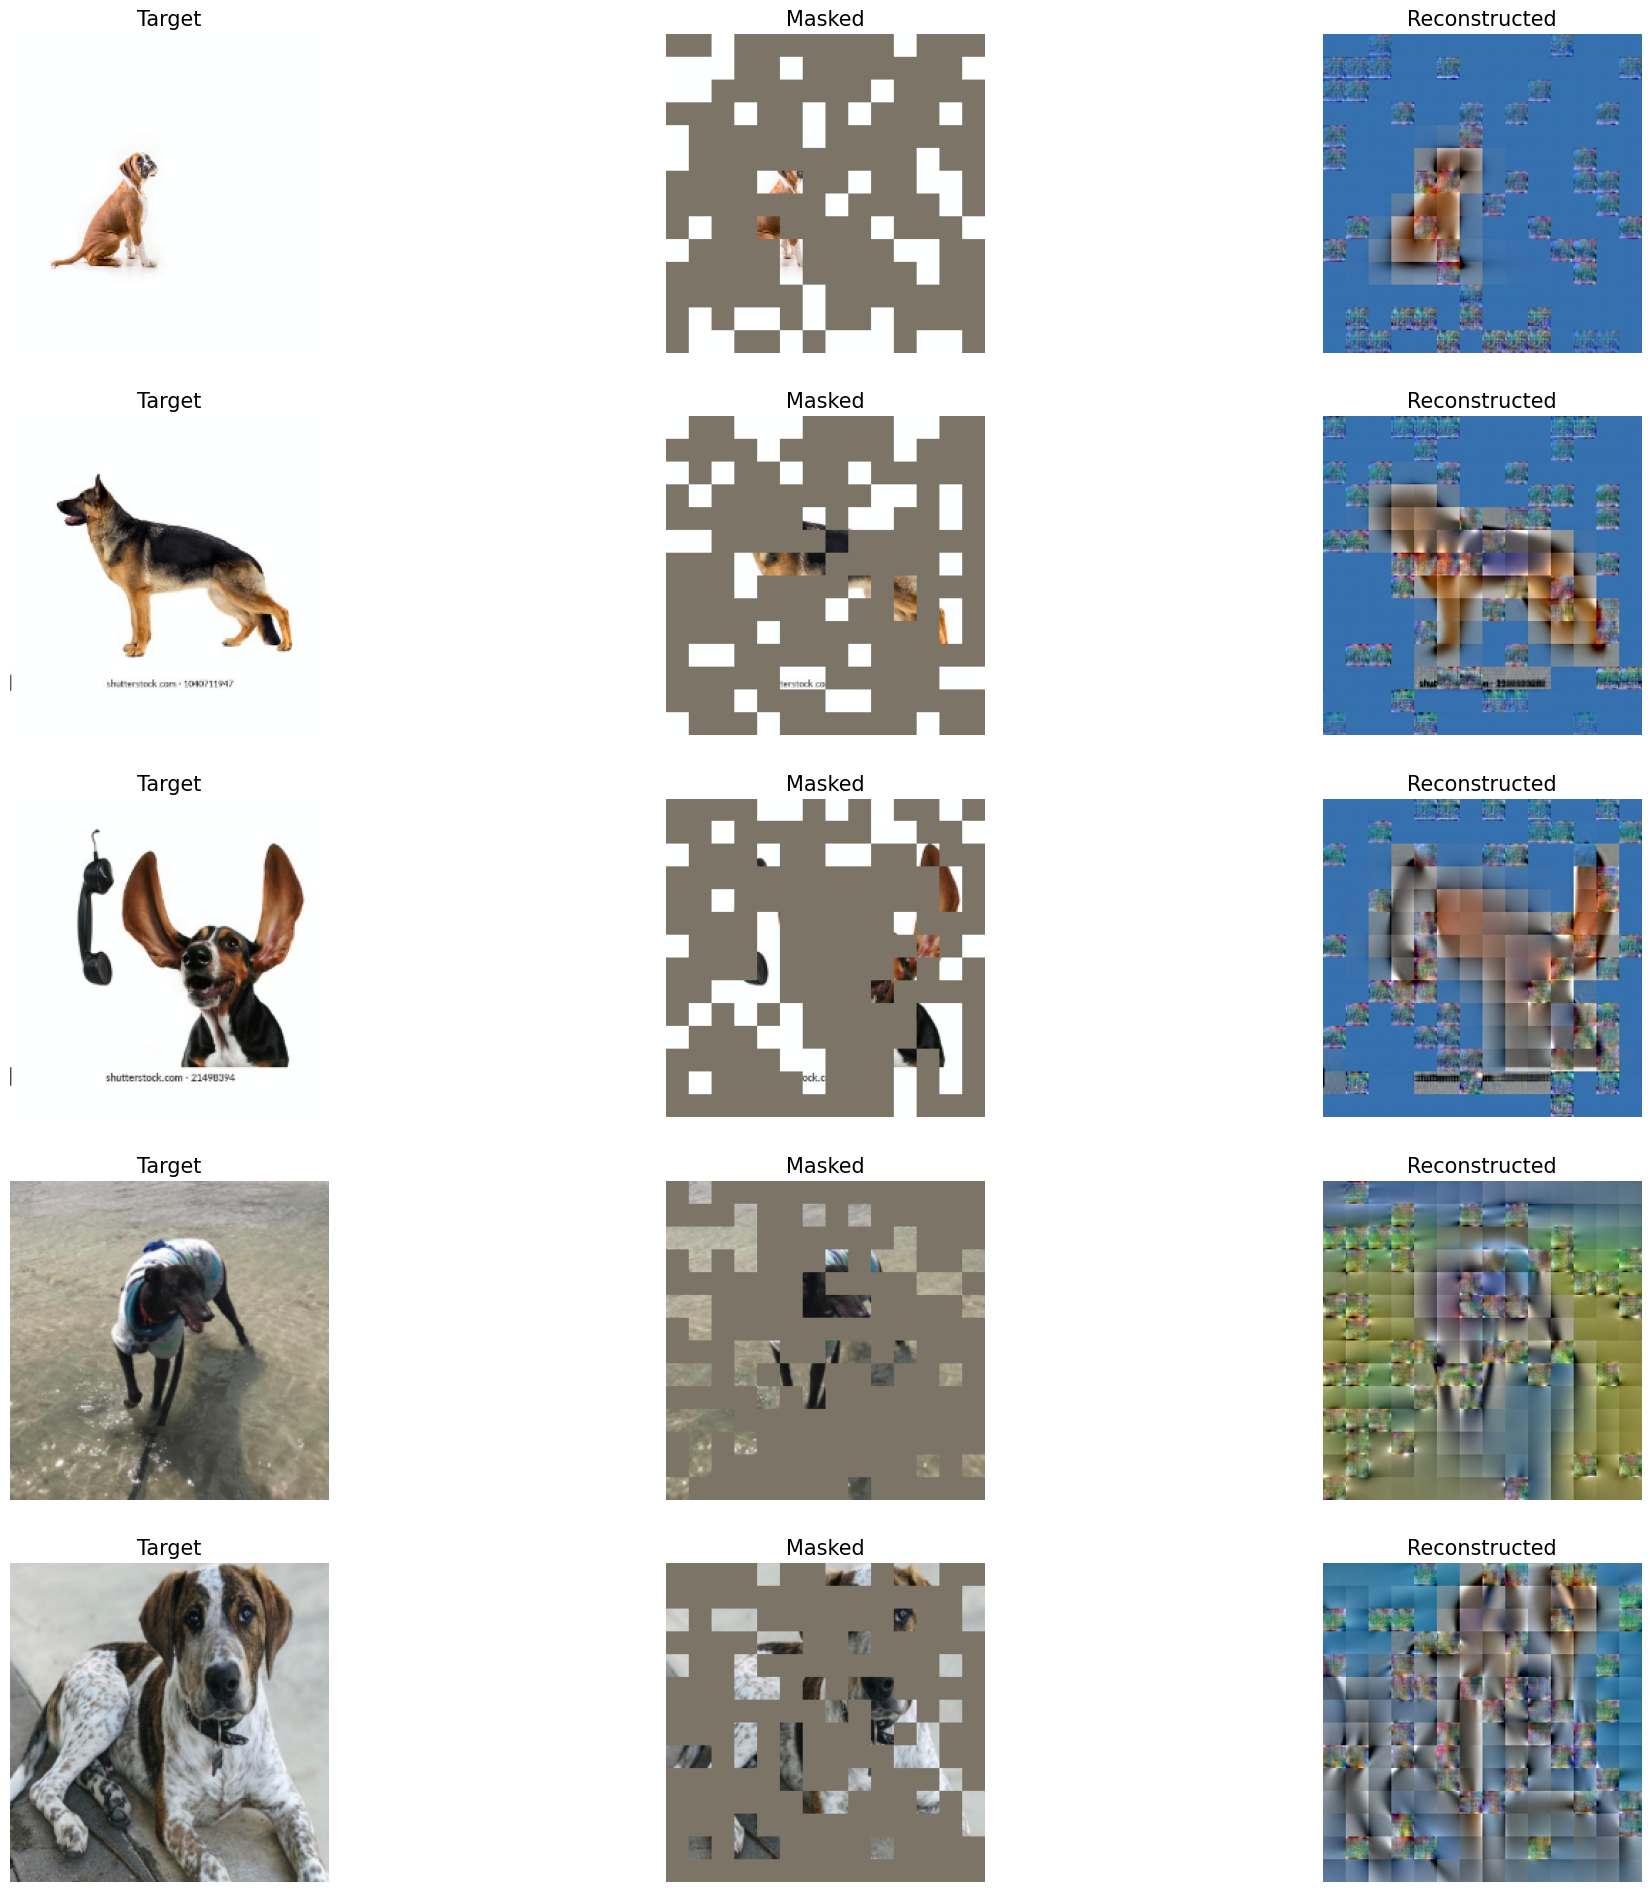 Target Masked Reconstructed
Target Masked Reconstructed
shutterstock.com · 1040711947
terstock co
shut
Target Masked Reconstructed
shutterstock.com · 21498394
ock.c
Target Masked Reconstructed
Target Masked Reconstructed